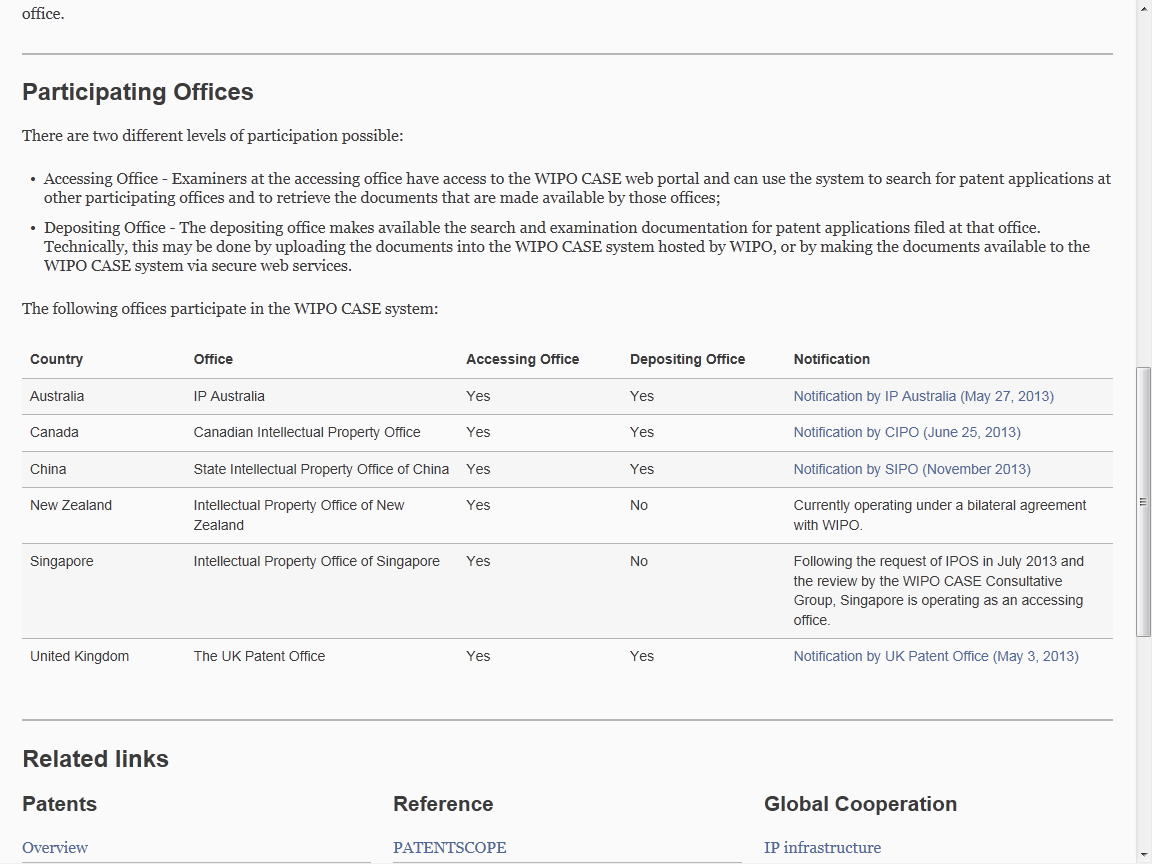 office.
Participating Offices
There are two different levels of participation possible:
• Accessing Office - Examiners at the accessing office have access to the WIPO CASE web portal and can use the system to search for patent applications at
other participating offices and to retrieve the documents that are made available by those offices;
• Depositing Office - The depositing office makes available the search and examination documentation for patent applications filed at that office.
Technically, this may be done by uploading the documents into the WIPO CASE system hosted by WIPO, or by making the documents available to the
WIPO CASE system via secure web services.
The following offices participate in the WIPO CASE system:
Country Office Accessing Office Depositing Office Notification
Australia IP Australia Yes Yes Notification by IP Australia (May 27, 2013)
Canada Canadian Intellectual Property Office Yes Yes Notification by CIPO (June 25, 2013)
China State Intellectual Property Office of China Yes Yes Notification by SIPO (November 2013)
New Zealand Intellectual Property Office of New Yes No Currently operating under a bilateral agreement
Zealand with WIPO.
Singapore Intellectual Property Office of Singapore Yes No Following the request of IPOS in July 2013 and
the review by the WIPO CASE Consultative
Group, Singapore is operating as an accessing
office.
United Kingdom The UK Patent Office Yes Yes Notification by UK Patent Office (May 3, 2013)
Related links
Patents Reference Global Cooperation
Overview PATENTSCOPE IP infrastructure